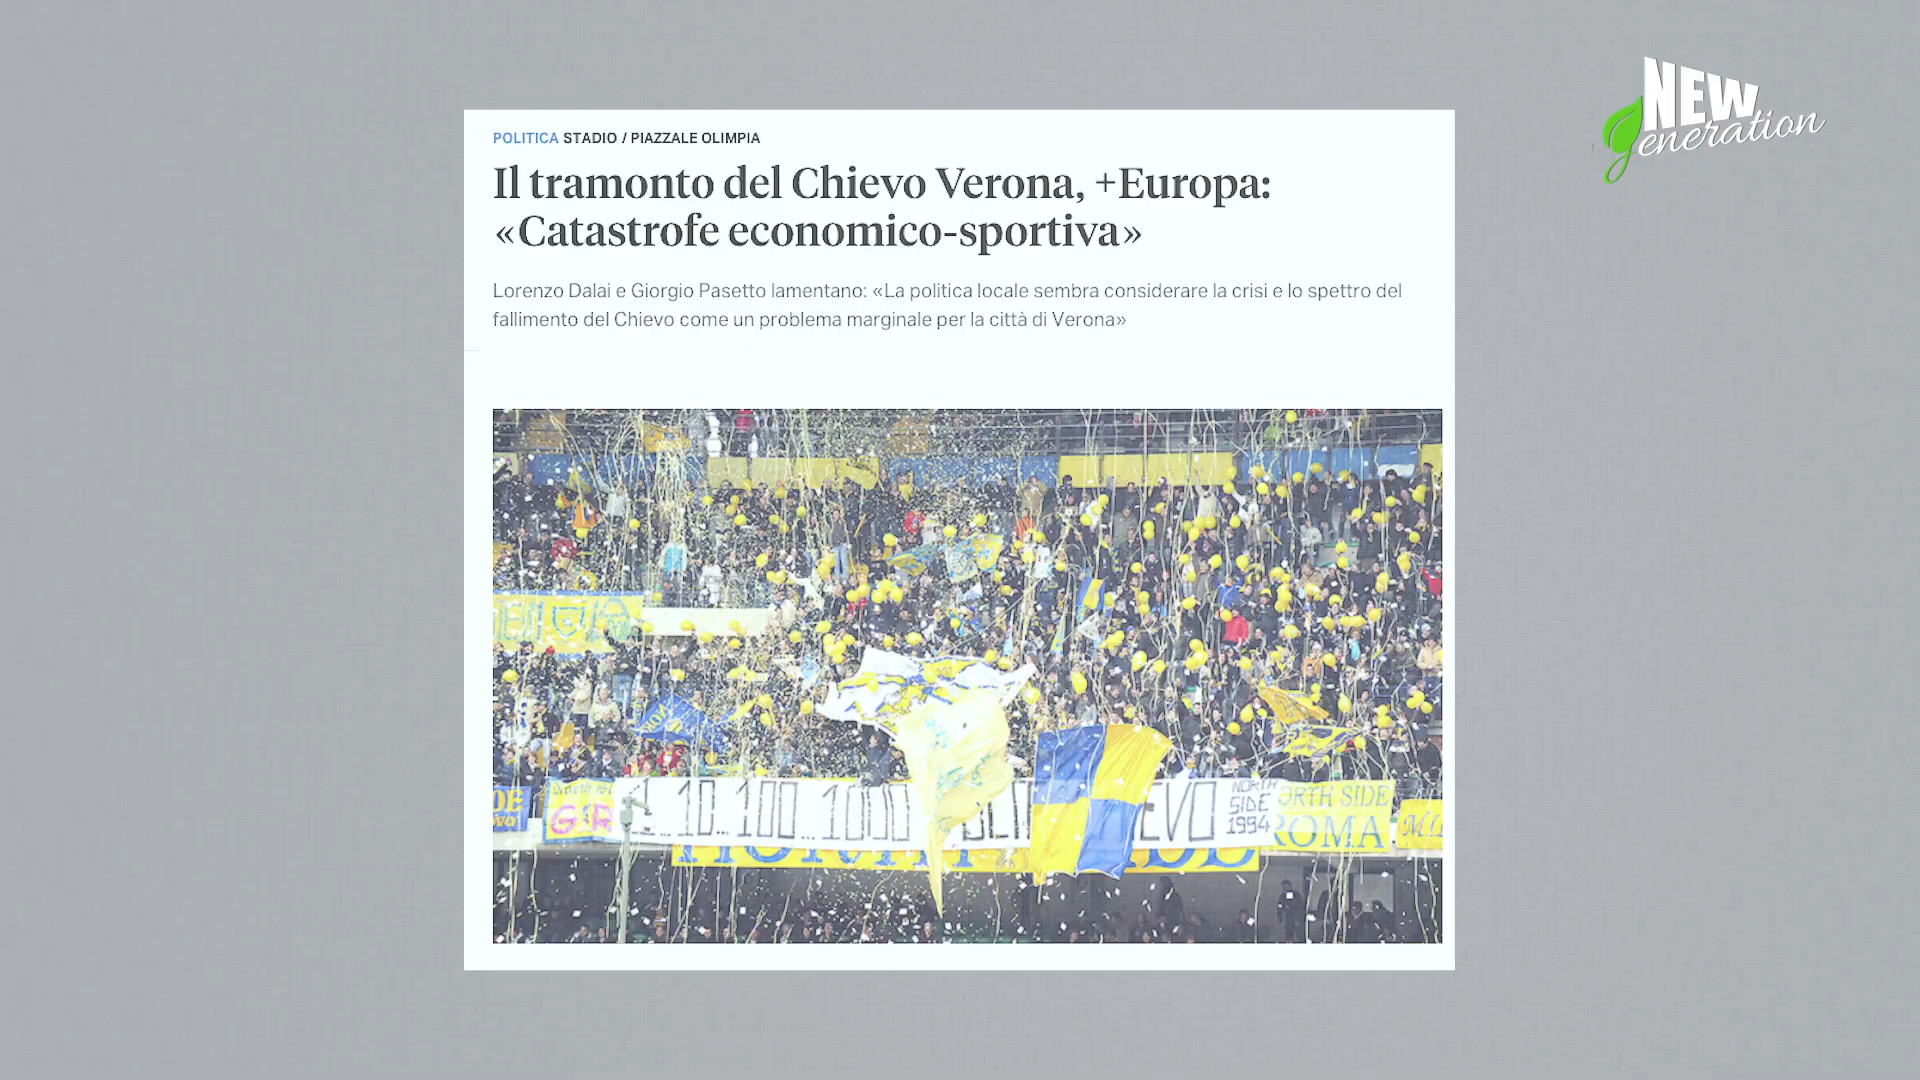 NEW
Generation
POLITICA STADIO / PIAZZALE OLIMPIA
Il tramonto del Chievo Verona, +Europa:
«Catastrofe economico-sportiva»
Lorenzo Dalai e Giorgio Pasetto lamentano: «La politica locale sembra considerare la crisi e lo spettro del
fallimento del Chievo come un problema marginale per la città di Verona»
10... 100... 1000
NORTH
SIDE
1994
NORTH SIDE
ROMA